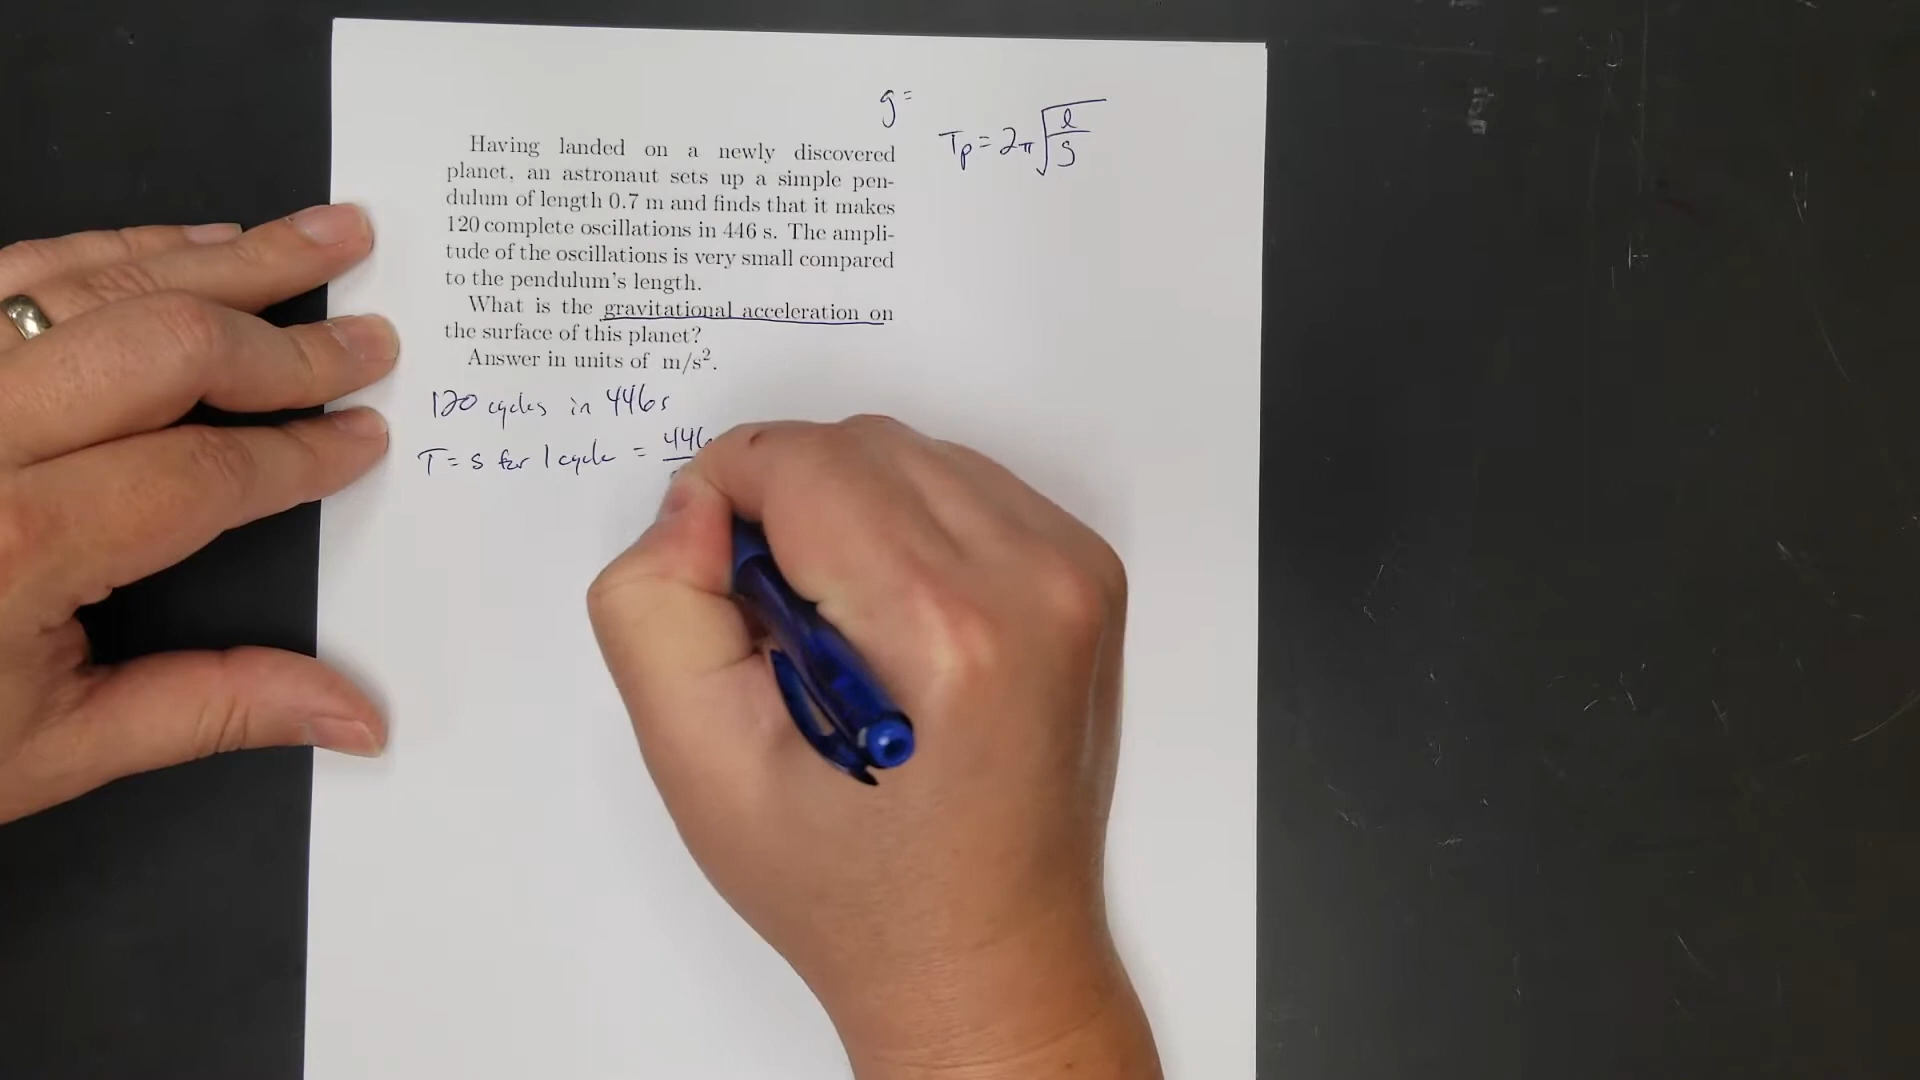 g=
Tp = 2π√(l/g)
Having landed on a newly discovered
planet, an astronaut sets up a simple pen-
dulum of length 0.7 m and finds that it makes
120 complete oscillations in 446 s. The ampli-
tude of the oscillations is very small compared
to the pendulum's length.
What is the gravitational acceleration on
the surface of this planet?
Answer in units of m/s².
120 cycles in 446s
T = s for 1 cycle = 446